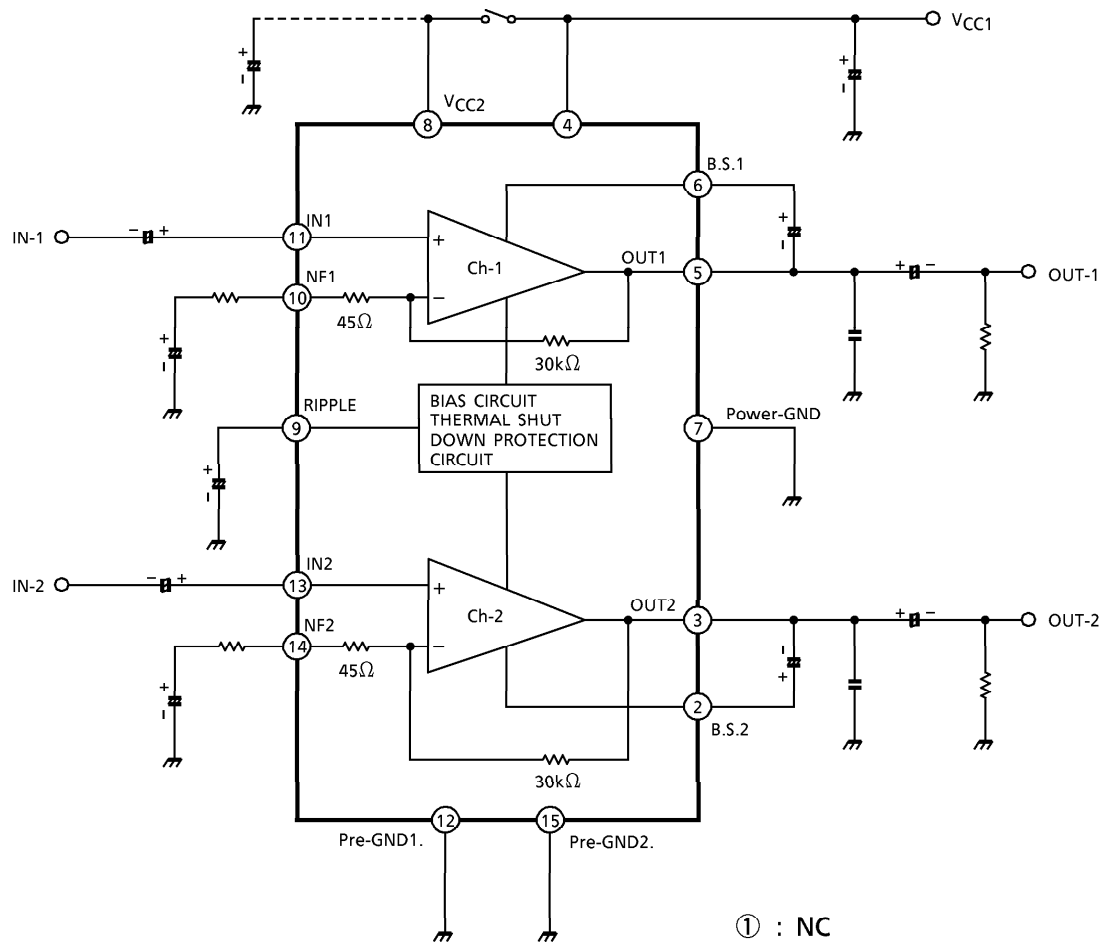 VCC1
+
-
+
-
VCC2
8
4
B.S.1
6
IN-1
-
+
IN1
11
+
Ch-1
OUT1
5
+
-
+
-
OUT-1
NF1
10
45Ω
-
30kΩ
+
-
RIPPLE
9
BIAS CIRCUIT
THERMAL SHUT
DOWN PROTECTION
CIRCUIT
Power-GND
7
+
-
IN-2
-
+
IN2
13
+
Ch-2
OUT2
3
+
-
OUT-2
NF2
14
45Ω
-
-
+
+
-
2
B.S.2
30kΩ
12
15
Pre-GND1.
Pre-GND2.
① : NC